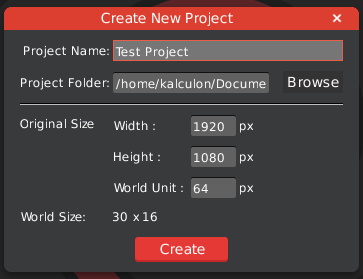 Create New Project ×
Project Name: Test Project
Project Folder: /home/kalculon/Docume Browse
Original Size Width : 1920 px
Height : 1080 px
World Unit : 64 px
World Size: 30 x 16
Create